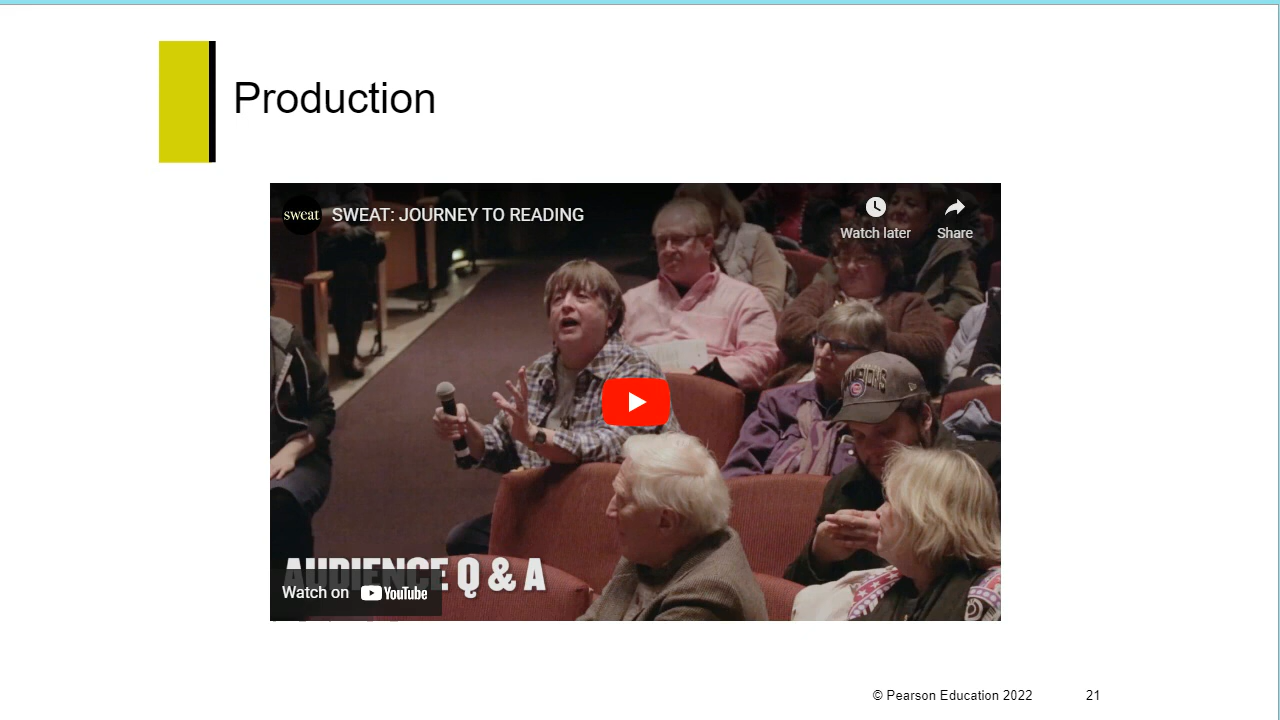 Production
sweat
SWEAT: JOURNEY TO READING
Watch later
Share
AUDIENCE Q & A
Watch on YouTube
© Pearson Education 2022
21